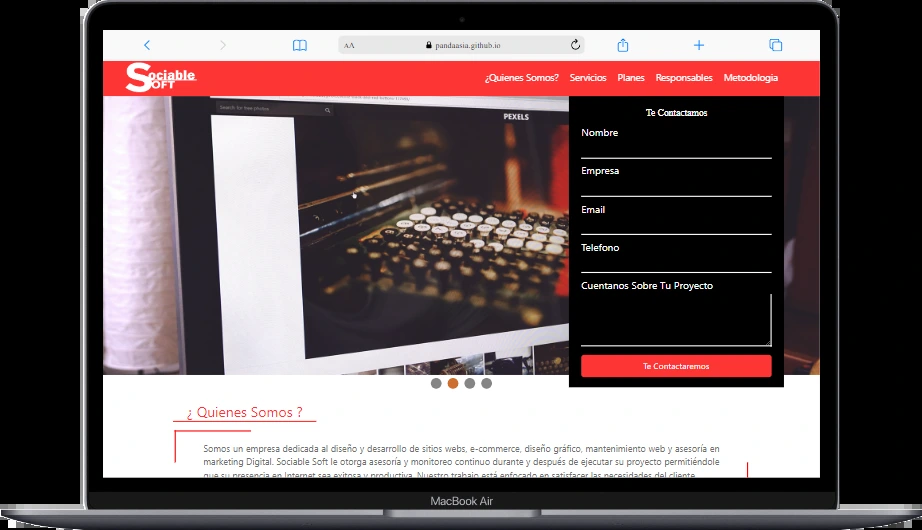 AA
pandaasia.github.io
Sociable
SOFT
¿Quienes Somos? Servicios Planes Responsables Metodologia
Search for free photos
PEXELS
Te Contactamos
Nombre
Empresa
Email
Telefono
Cuentanos Sobre Tu Proyecto
Te Contactaremos
¿ Quienes Somos ?
Somos un empresa dedicada al diseño y desarrollo de sitios webs, e-commerce, diseño gráfico, mantenimiento web y asesoría en
marketing Digital. Sociable Soft le otorga asesoría y monitoreo continuo durante y después de ejecutar su proyecto permitiéndole
que su presencia en Internet sea exitosa y productiva. Nuestro trabajo está enfocado en satisfacer las necesidades del cliente
MacBook Air